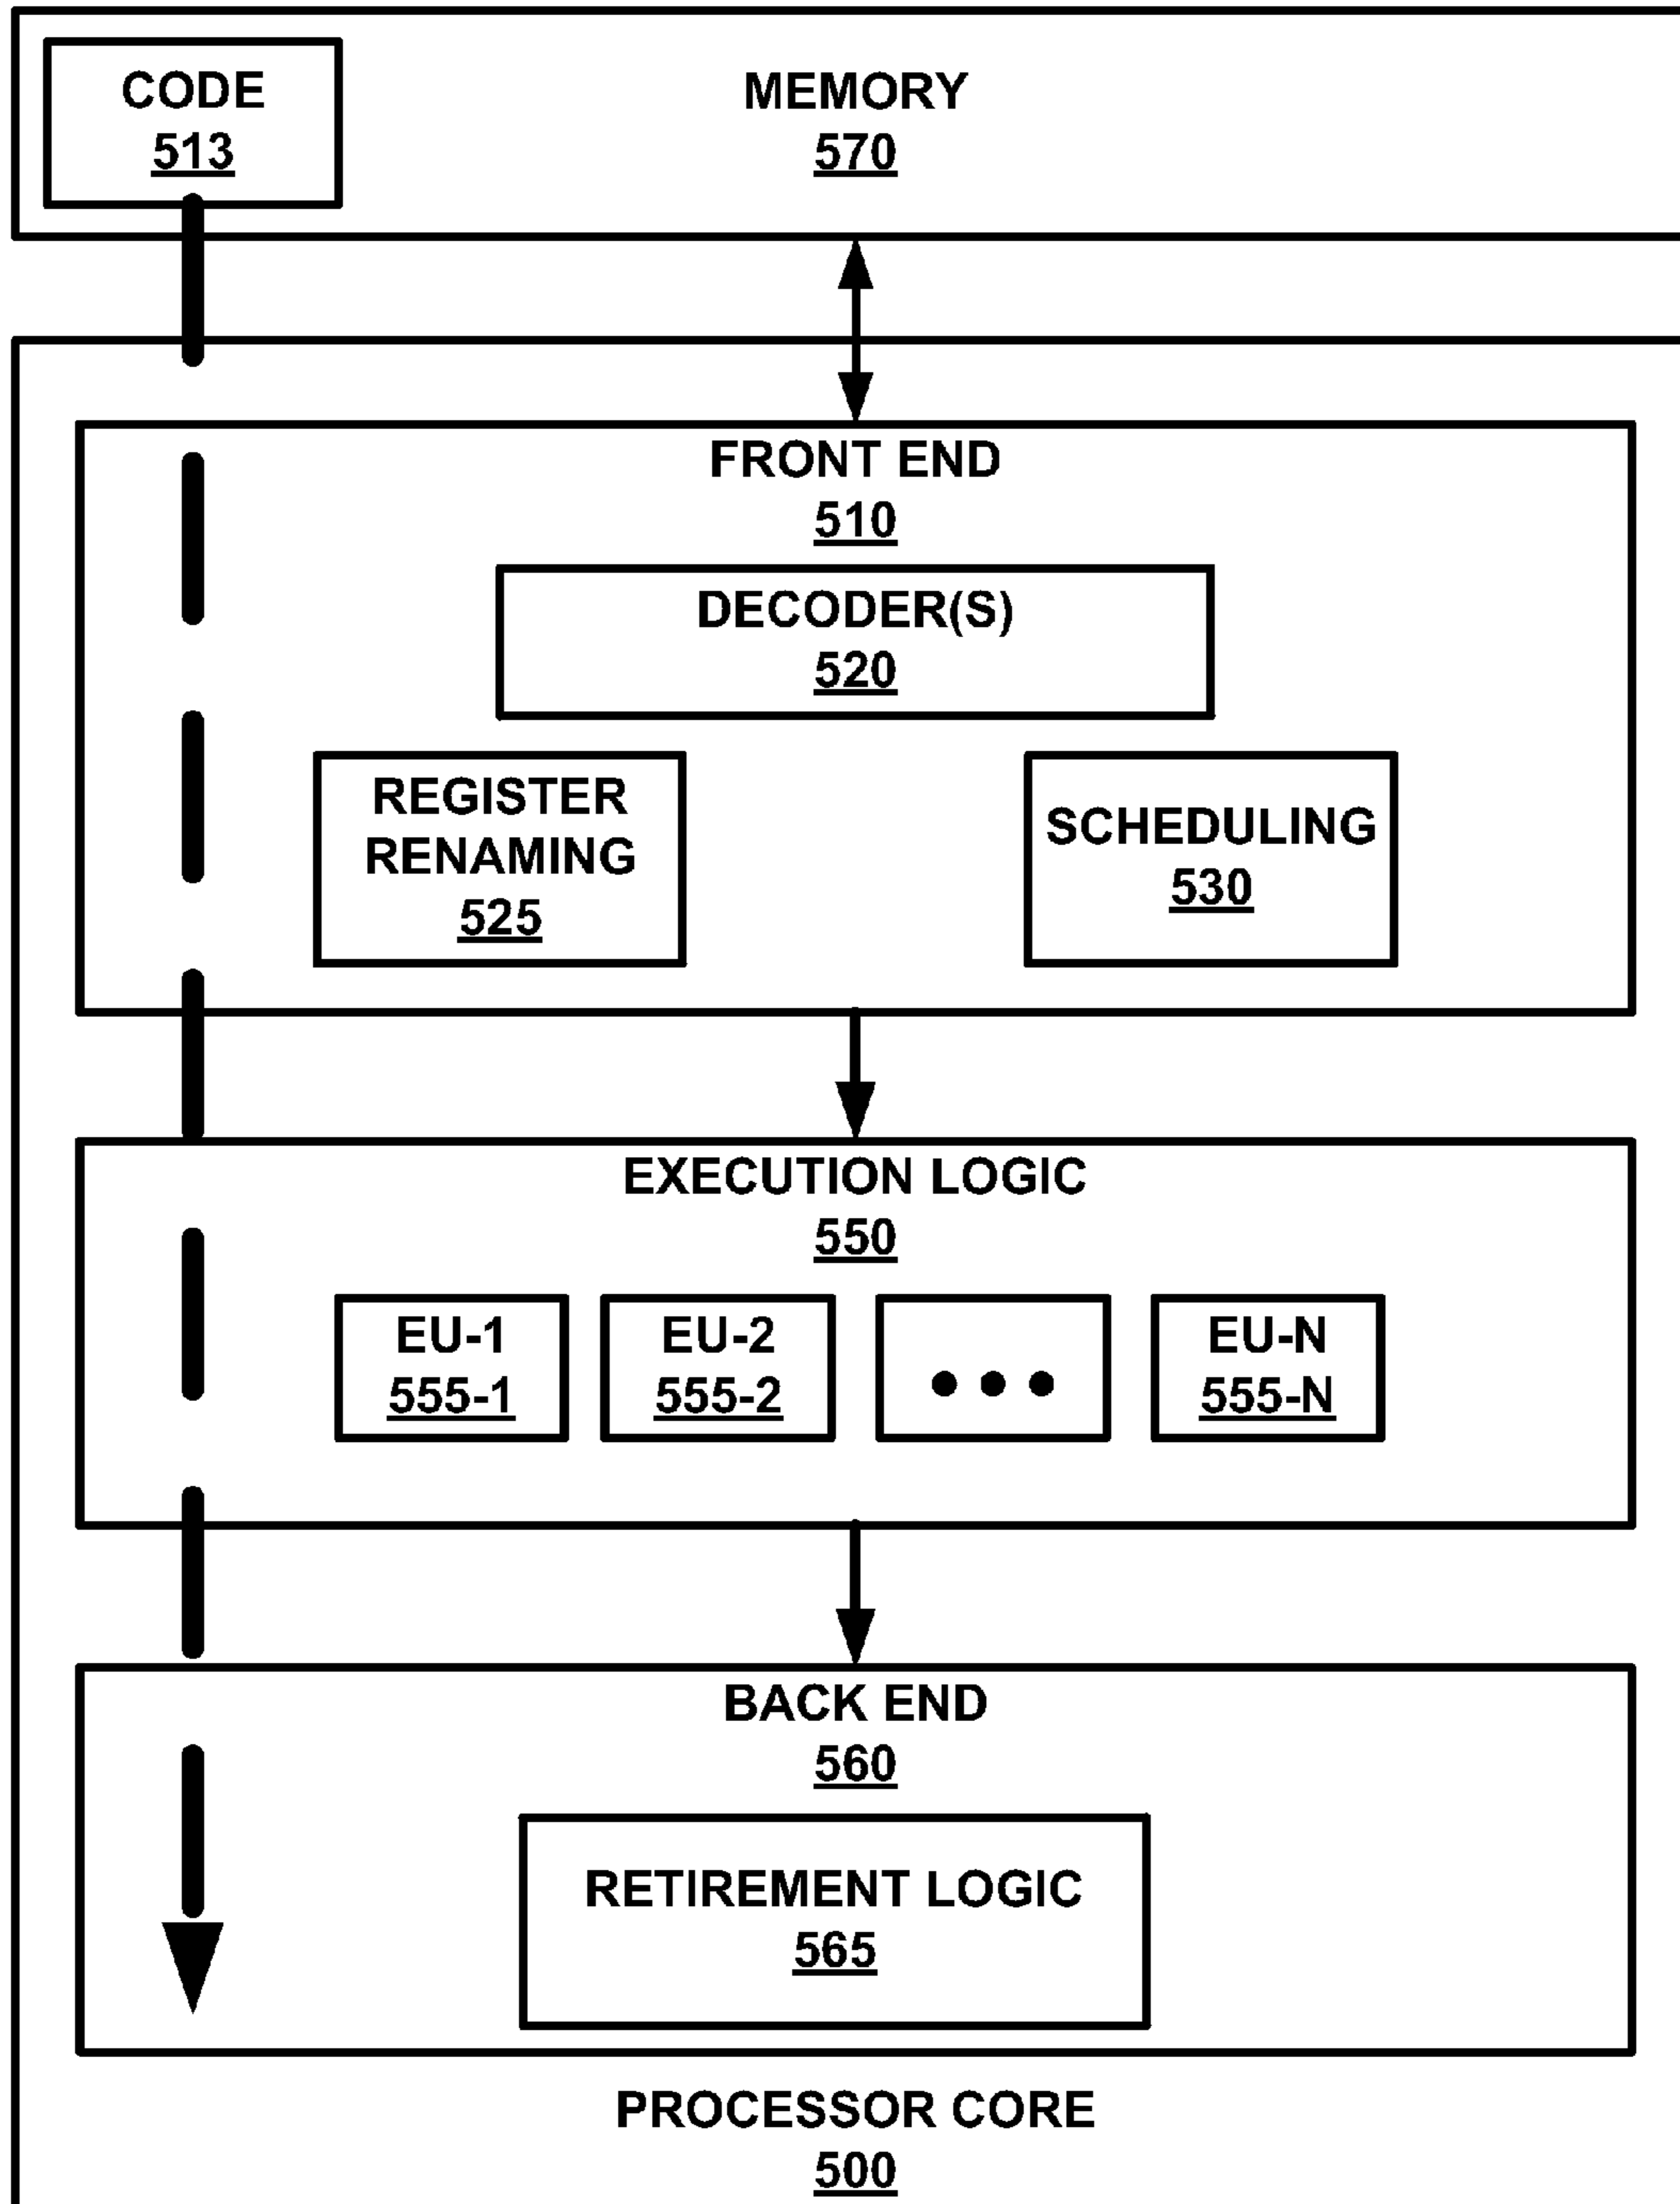 CODE
513
MEMORY
570
FRONT END
510
DECODER(S)
520
REGISTER
RENAMING
525
SCHEDULING
530
EXECUTION LOGIC
550
EU-1
555-1
EU-2
555-2
EU-N
555-N
BACK END
560
RETIREMENT LOGIC
565
PROCESSOR CORE
500